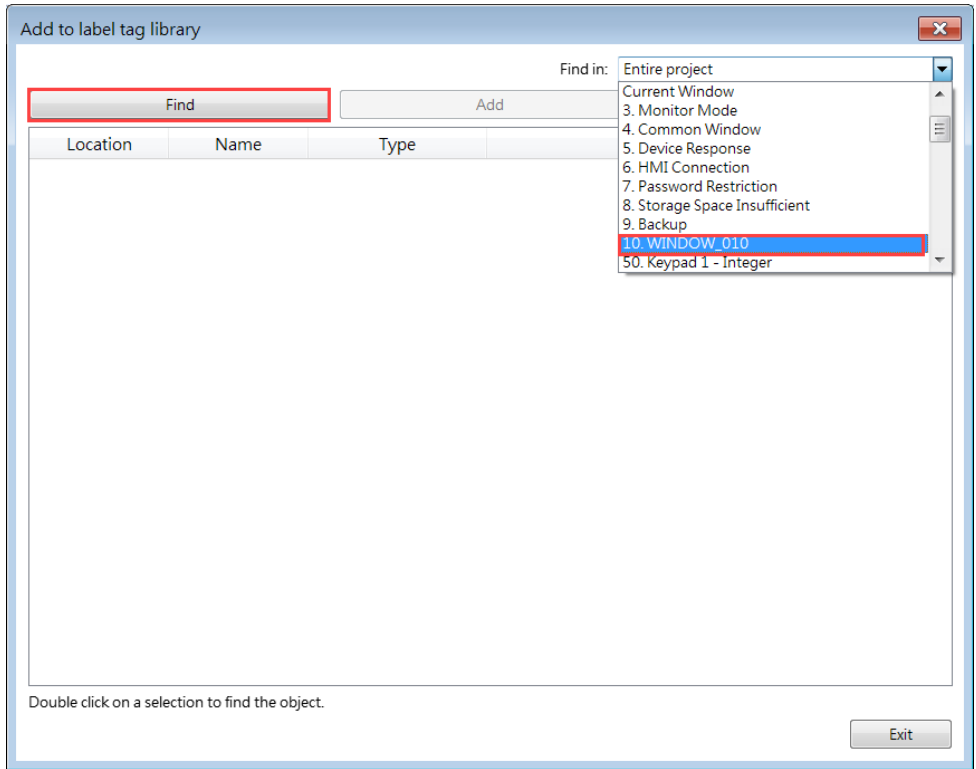 Add to label tag library
Find in: Entire project
Find Add
Current Window
3. Monitor Mode
4. Common Window
5. Device Response
6. HMI Connection
7. Password Restriction
8. Storage Space Insufficient
9. Backup
10. WINDOW_010
50. Keypad 1 - Integer
Location Name Type
Double click on a selection to find the object.
Exit